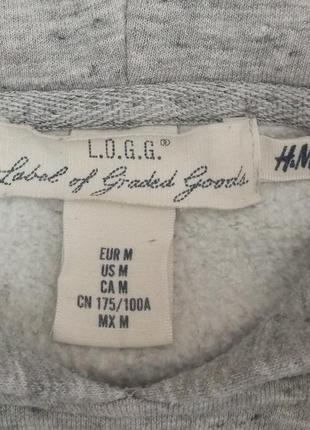 L.O.G.G.®
Label of Graded Goods
H&M
EUR M
US M
CA M
CN 175/100A
MX M